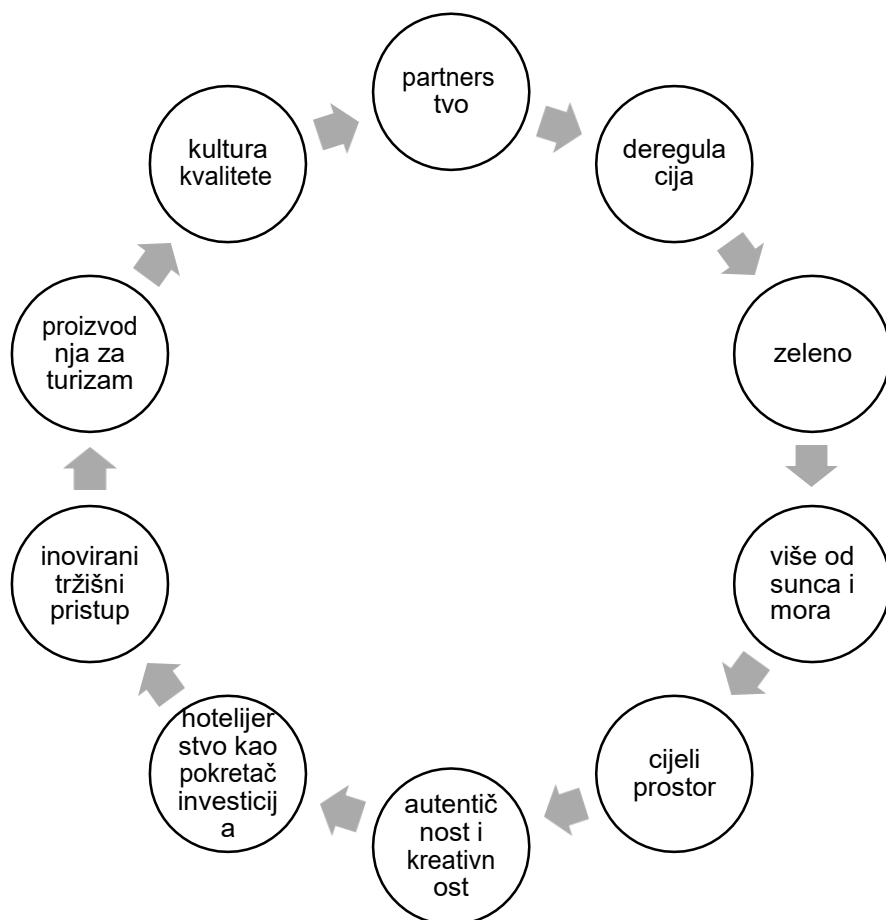 partners
tvo
deregula
cija
zeleno
više od
sunca i
mora
cijeli
prostor
autentič
nost i
kreativn
ost
hotelijer
stvo kao
pokretač
investicij
a
inovirani
tržišni
pristup
proizvod
nja za
turizam
kultura
kvalitete